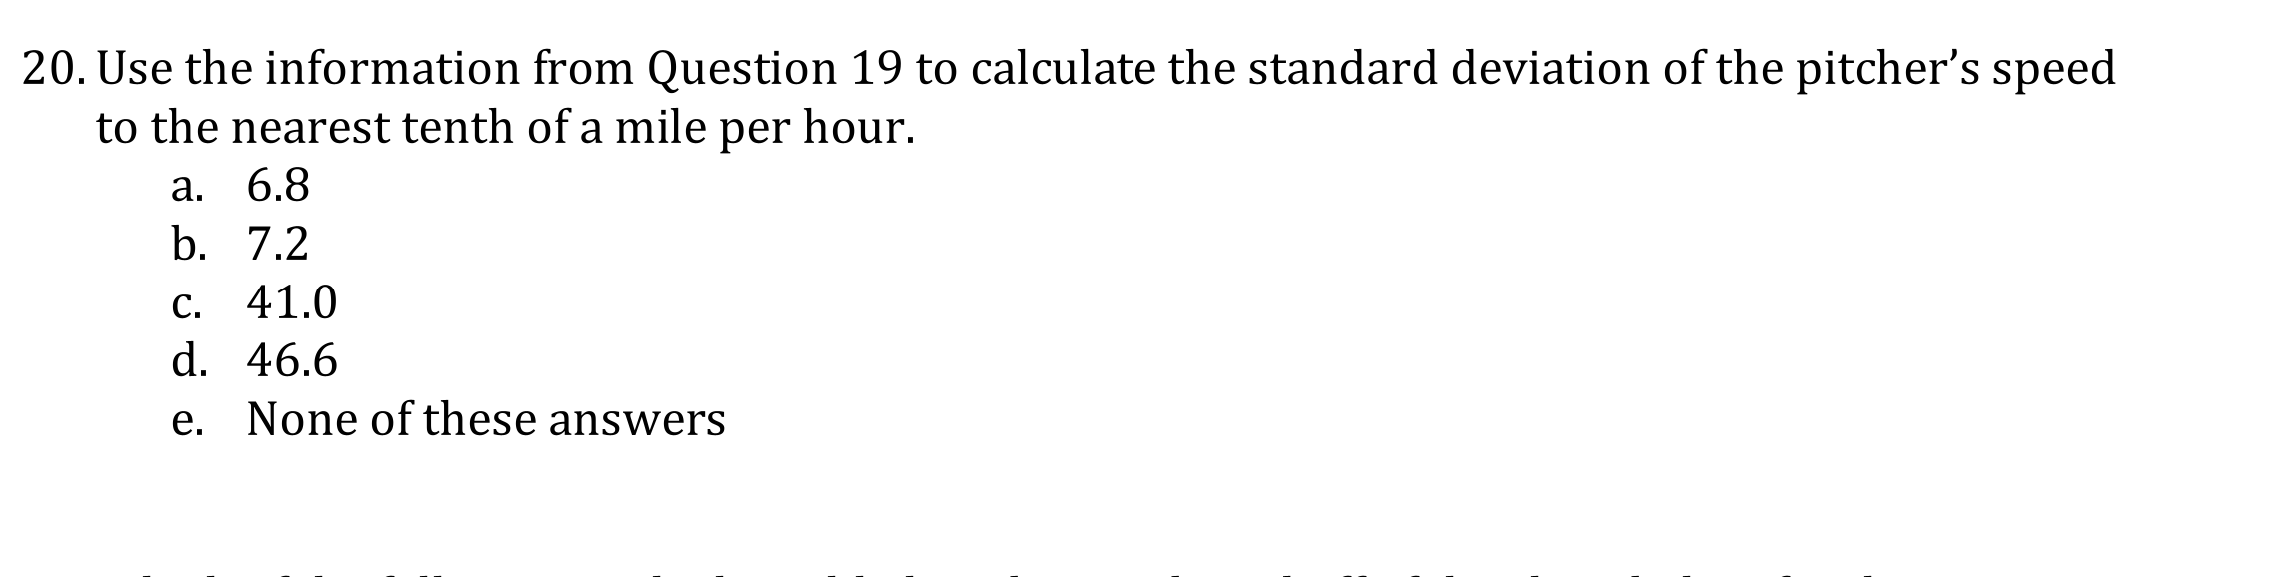 20. Use the information from Question 19 to calculate the standard deviation of the pitcher’s speed
to the nearest tenth of a mile per hour.
a. 6.8
b. 7.2
c. 41.0
d. 46.6
e. None of these answers